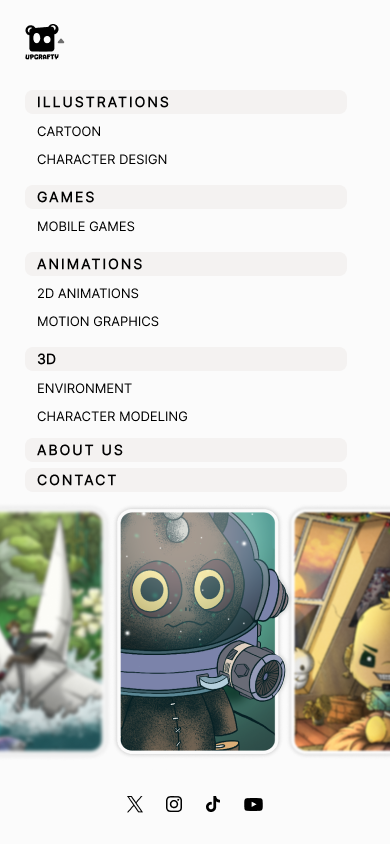 UPGRAFTY
ILLUSTRATIONS
CARTOON
CHARACTER DESIGN
GAMES
MOBILE GAMES
ANIMATIONS
2D ANIMATIONS
MOTION GRAPHICS
3D
ENVIRONMENT
CHARACTER MODELING
ABOUT US
CONTACT